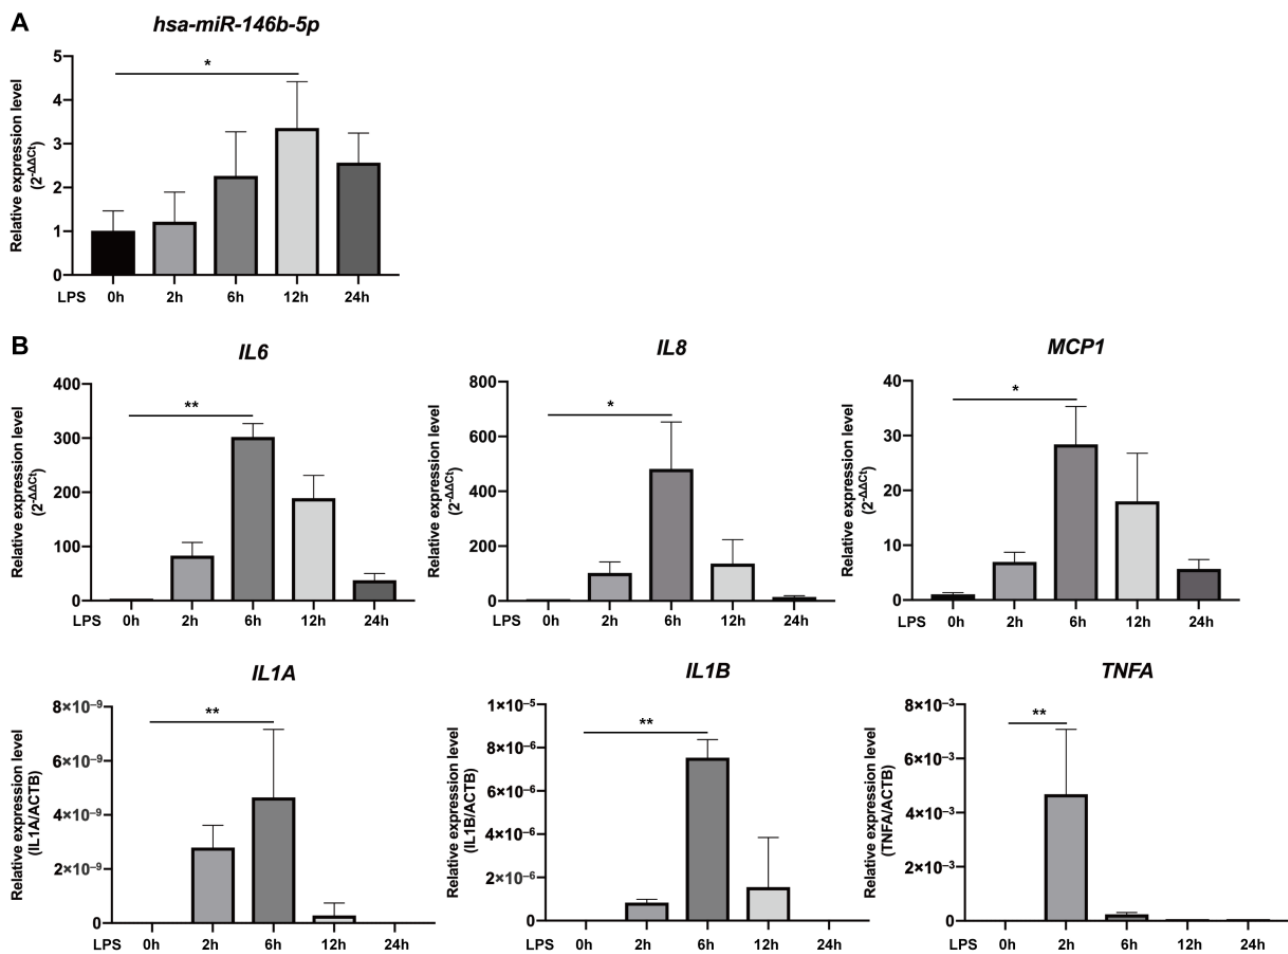 A
hsa-miR-146b-5p
Relative expression level
(2-ΔΔCt)
5
4
3
2
1
0
*
LPS 0h 2h 6h 12h 24h
B
IL6
Relative expression level
(2-ΔΔCt)
400
300
200
100
0
**
LPS 0h 2h 6h 12h 24h
IL8
Relative expression level
(2-ΔΔCt)
800
600
400
200
0
*
LPS 0h 2h 6h 12h 24h
MCP1
Relative expression level
(2-ΔΔCt)
40
30
20
10
0
*
LPS 0h 2h 6h 12h 24h
IL1A
Relative expression level
(IL1A/ACTB)
8×10⁻⁹
6×10⁻⁹
4×10⁻⁹
2×10⁻⁹
0
**
LPS 0h 2h 6h 12h 24h
IL1B
Relative expression level
(IL1B/ACTB)
1×10⁻⁵
8×10⁻⁶
6×10⁻⁶
4×10⁻⁶
2×10⁻⁶
0
**
LPS 0h 2h 6h 12h 24h
TNFA
Relative expression level
(TNFA/ACTB)
8×10⁻³
6×10⁻³
4×10⁻³
2×10⁻³
0
**
LPS 0h 2h 6h 12h 24h